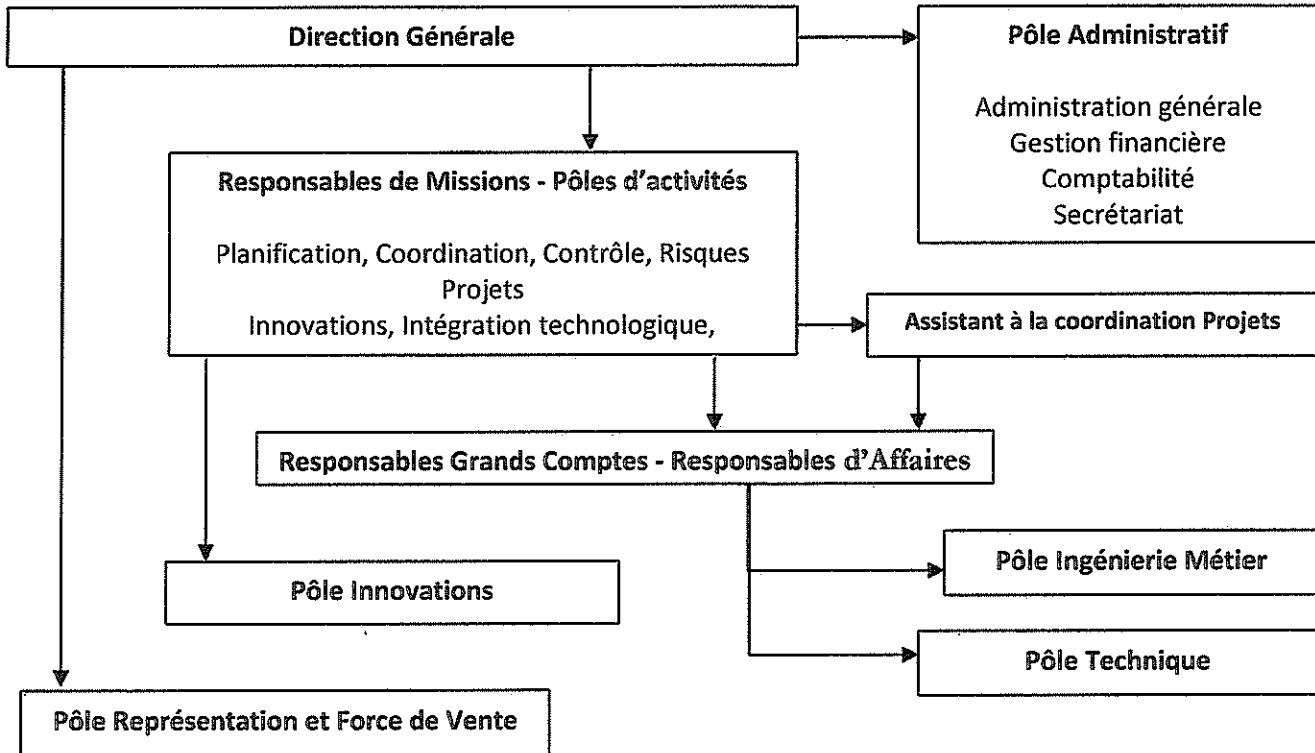 Direction Générale
Pôle Administratif
Administration générale
Gestion financière
Comptabilité
Secrétariat
Responsables de Missions - Pôles d'activités
Planification, Coordination, Contrôle, Risques
Projets
Innovations, Intégration technologique,
Assistant à la coordination Projets
Responsables Grands Comptes - Responsables d'Affaires
Pôle Ingénierie Métier
Pôle Innovations
Pôle Technique
Pôle Représentation et Force de Vente